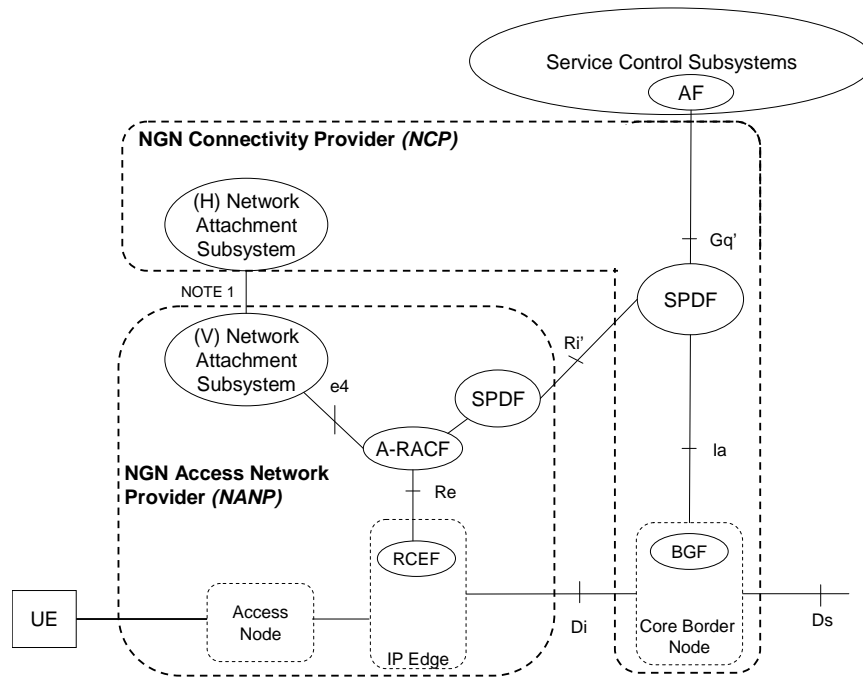 Service Control Subsystems
AF
NGN Connectivity Provider (NCP)
(H) Network
Attachment
Subsystem
Gq’
NOTE 1
SPDF
(V) Network
Attachment
Subsystem
Ri’
e4
SPDF
A-RACF
Ia
NGN Access Network
Provider (NANP)
Re
RCEF
BGF
UE
Access
Node
Di
Core Border
Node
Ds
IP Edge